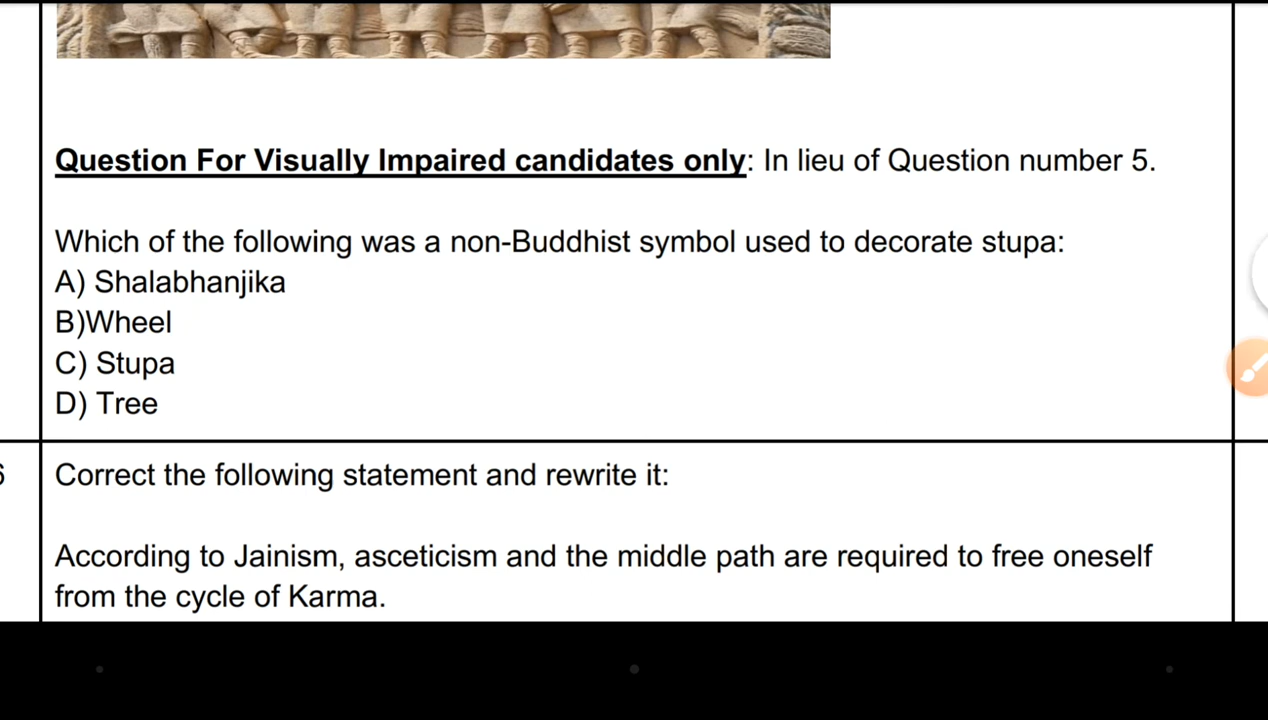 Question For Visually Impaired candidates only: In lieu of Question number 5.
Which of the following was a non-Buddhist symbol used to decorate stupa:
A) Shalabhanjika
B)Wheel
C) Stupa
D) Tree
Correct the following statement and rewrite it:
According to Jainism, asceticism and the middle path are required to free oneself
from the cycle of Karma.